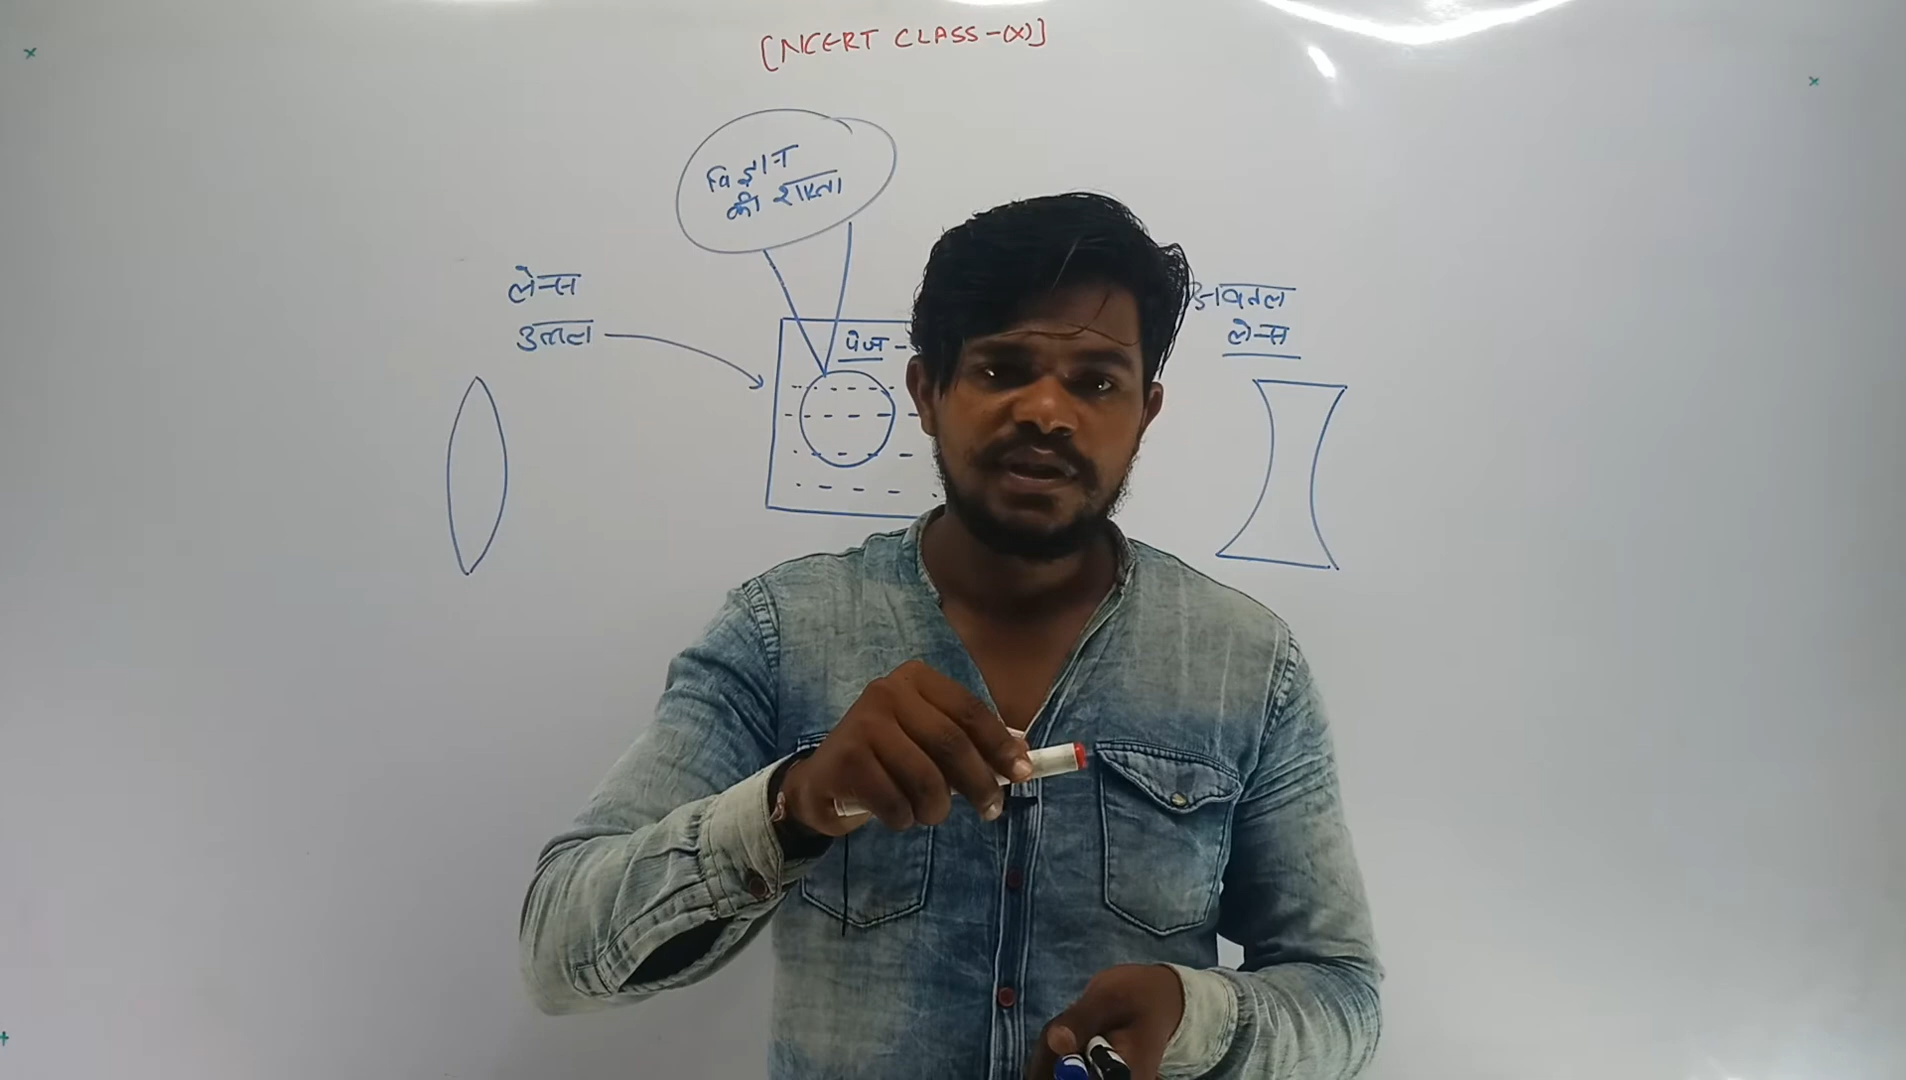 [NCERT CLASS-(X)]
विज्ञान
की शाखा
लेन्स
उत्तल
पेज -
अवतल
लेन्स